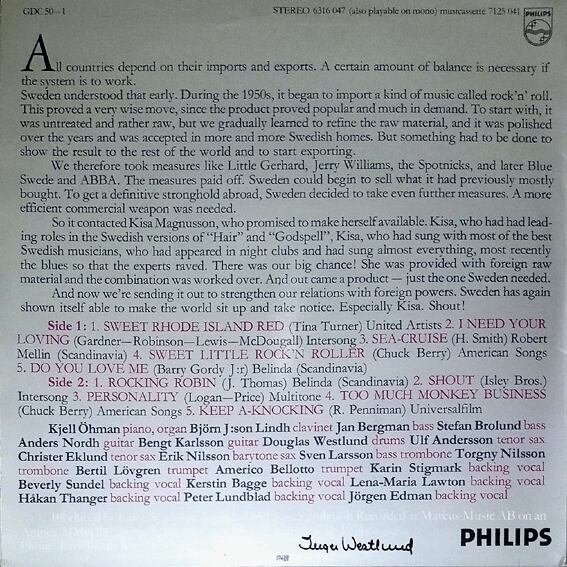 GDC 50–1
STEREO 6316 047 (also playable on mono) musicassette 7125 041
PHILIPS
All countries depend on their imports and exports. A certain amount of balance is necessary if
the system is to work.
Sweden understood that early. During the 1950s, it began to import a kind of music called rock'n' roll.
This proved a very wise move, since the product proved popular and much in demand. To start with, it
was untreated and rather raw, but we gradually learned to refine the raw material, and it was polished
over the years and was accepted in more and more Swedish homes. But something had to be done to
show the result to the rest of the world and to start exporting.
We therefore took measures like Little Gerhard, Jerry Williams, the Spotnicks, and later Blue
Swede and ABBA. The measures paid off. Sweden could begin to sell what it had previously mostly
bought. To get a definitive stronghold abroad, Sweden decided to take even further measures. A more
efficient commercial weapon was needed.
So it contacted Kisa Magnusson, who promised to make herself available. Kisa, who had had lead-
ing roles in the Swedish versions of “Hair” and “Godspell”, Kisa, who had sung with most of the best
Swedish musicians, who had appeared in night clubs and had sung almost everything, most recently
the blues so that the experts raved. There was our big chance! She was provided with foreign raw
material and the combination was worked over. And out came a product — just the one Sweden needed.
And now we're sending it out to strengthen our relations with foreign powers. Sweden has again
shown itself able to make the world sit up and take notice. Especially Kisa. Shout!
Side 1: 1. SWEET RHODE ISLAND RED (Tina Turner) United Artists 2. I NEED YOUR
LOVING (Gardner—Robinson—Lewis—McDougall) Intersong 3. SEA-CRUISE (H. Smith) Robert
Mellin (Scandinavia) 4. SWEET LITTLE ROCK'N ROLLER (Chuck Berry) American Songs
5. DO YOU LOVE ME (Barry Gordy J:r) Belinda (Scandinavia)
Side 2: 1. ROCKING ROBIN (J. Thomas) Belinda (Scandinavia) 2. SHOUT (Isley Bros.)
Intersong 3. PERSONALITY (Logan—Price) Multitone 4. TOO MUCH MONKEY BUSINESS
(Chuck Berry) American Songs 5. KEEP A-KNOCKING (R. Penniman) Universalfilm
Kjell Öhman piano, organ Björn J:son Lindh clavinet Jan Bergman bass Stefan Brolund bass
Anders Nordh guitar Bengt Karlsson guitar Douglas Westlund drums Ulf Andersson tenor sax
Christer Eklund tenor sax Erik Nilsson barytone sax Sven Larsson bass trombone Torgny Nilsson
trombone Bertil Lövgren trumpet Americo Bellotto trumpet Karin Stigmark backing vocal
Beverly Sundel backing vocal Kerstin Bagge backing vocal Lena-Maria Lawton backing vocal
Håkan Thanger backing vocal Peter Lundblad backing vocal Jörgen Edman backing vocal
Produced Recorded at Marcus Music AB on an
Inger Westlund
PHILIPS